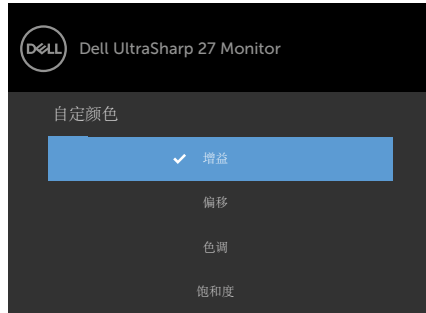 DELL Dell UltraSharp 27 Monitor
自定颜色
增益
偏移
色调
饱和度